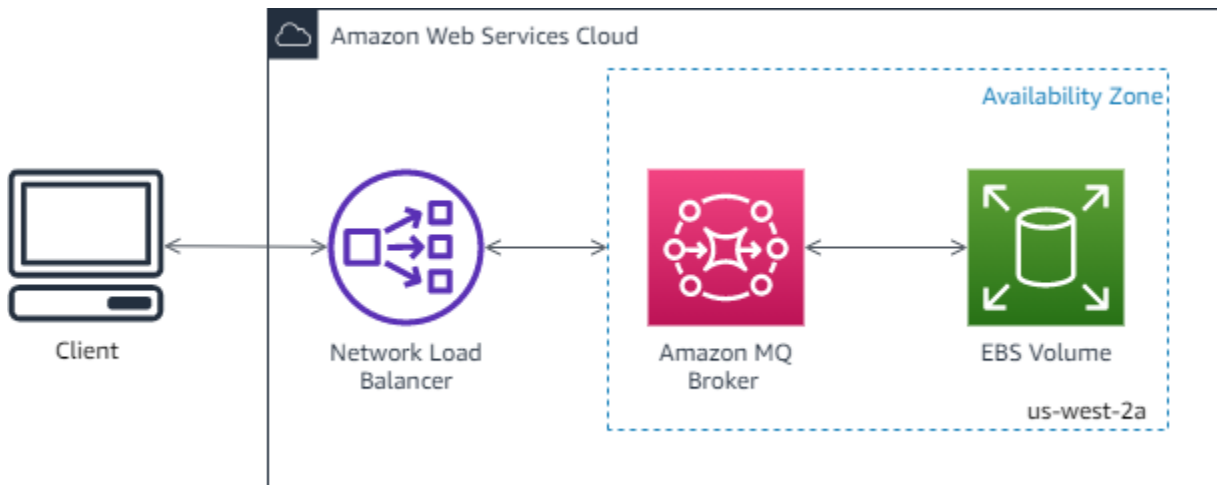 Amazon Web Services Cloud
Availability Zone
Client
Network Load
Balancer
Amazon MQ
Broker
EBS Volume
us-west-2a